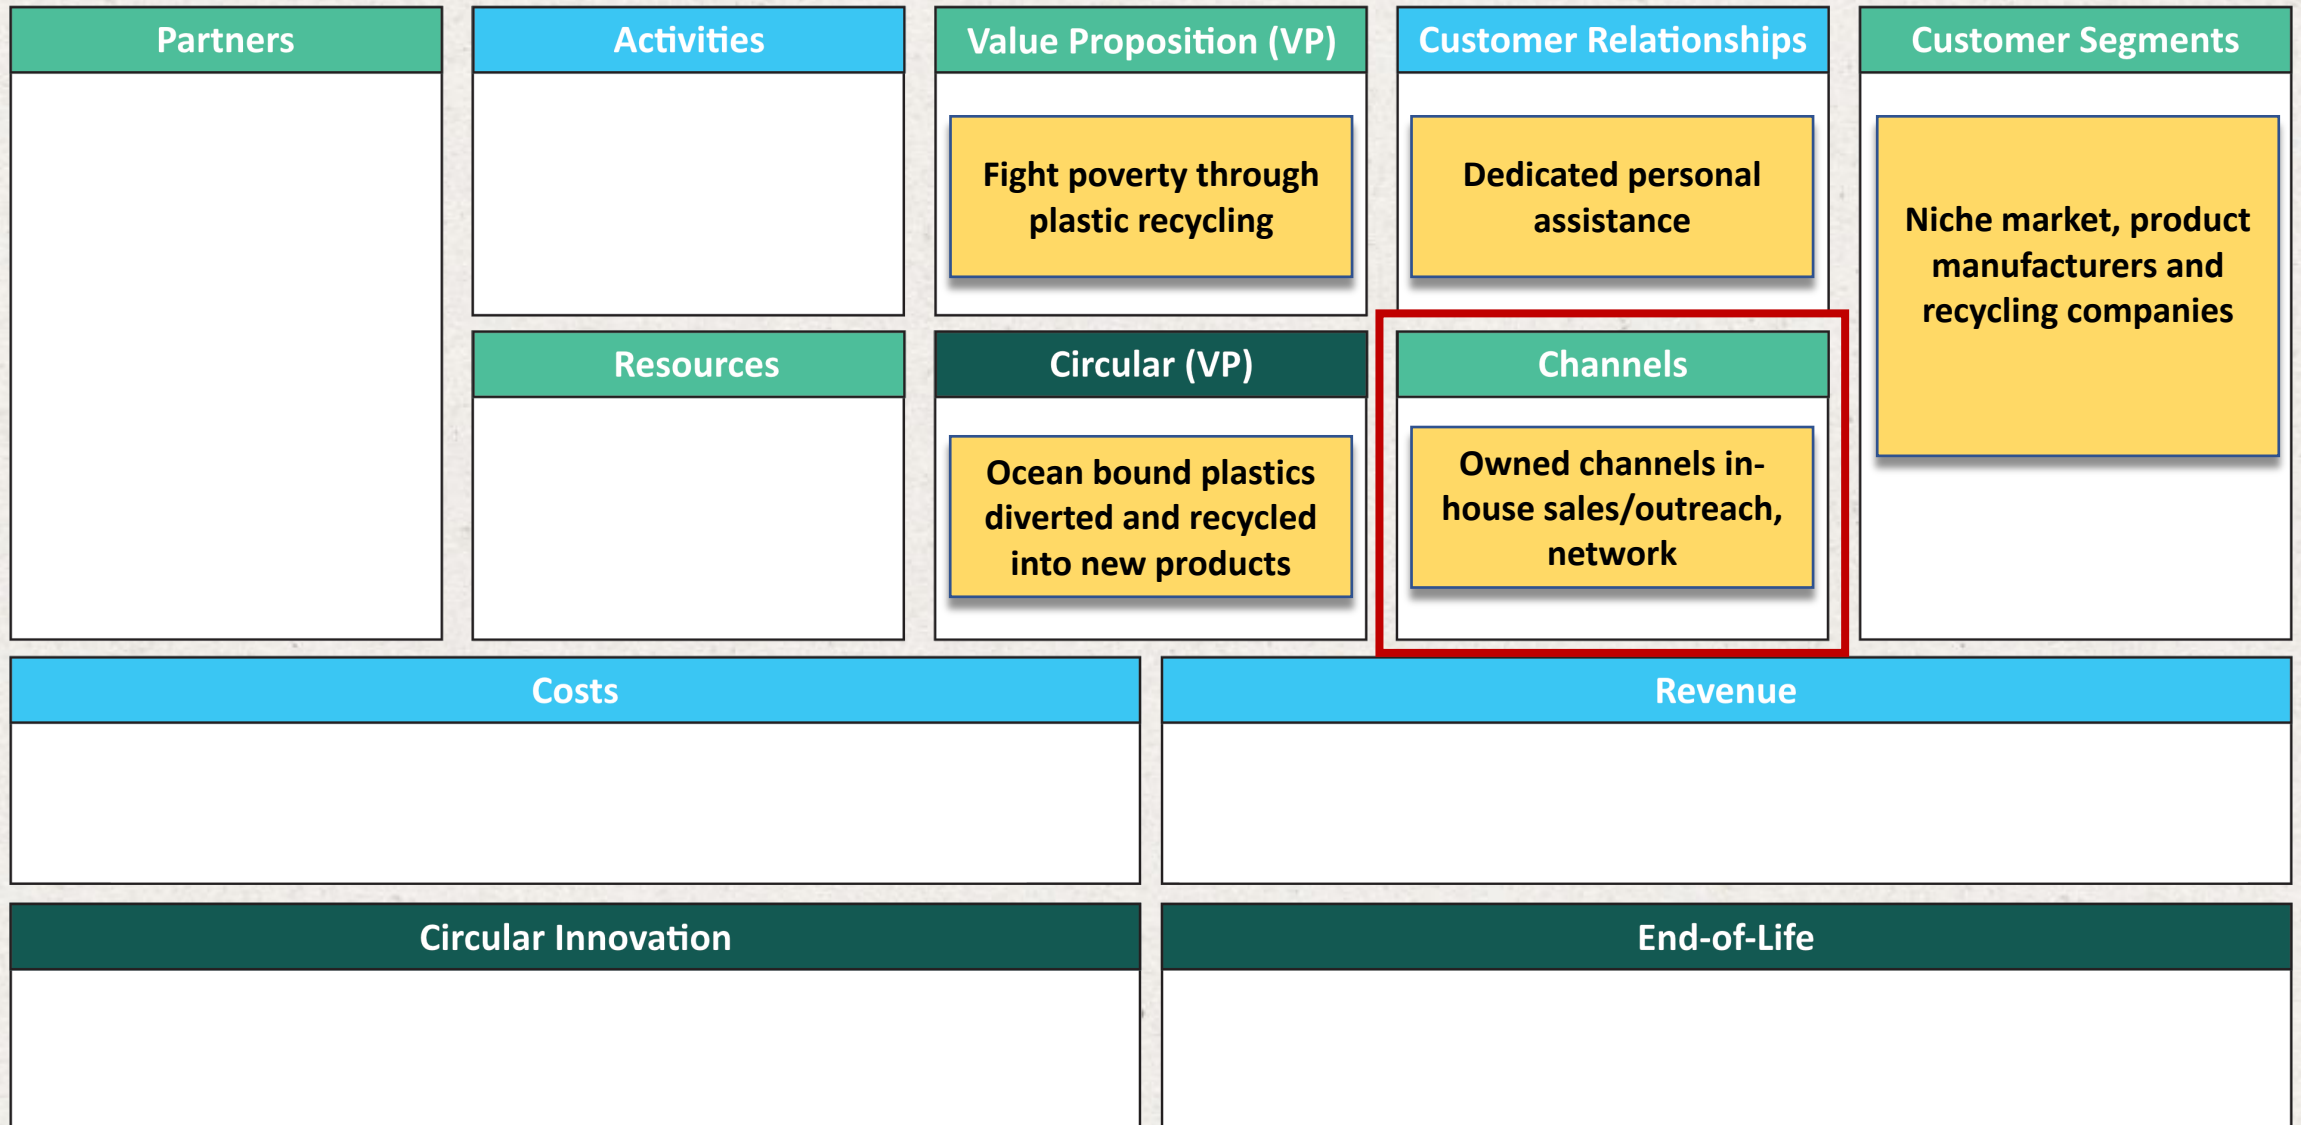 Partners
Activities
Value Proposition (VP)
Customer Relationships
Customer Segments
Fight poverty through
plastic recycling
Dedicated personal
assistance
Niche market, product
manufacturers and
recycling companies
Resources
Circular (VP)
Channels
Ocean bound plastics
diverted and recycled
into new products
Owned channels in-
house sales/outreach,
network
Costs
Revenue
Circular Innovation
End-of-Life